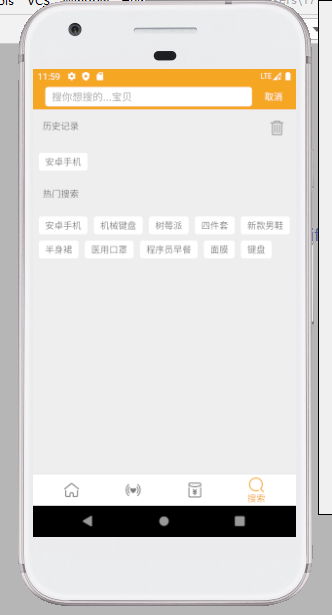 VCS
11:59 LTE
搜你想搜的...宝贝 取消
历史记录
安卓手机
热门搜索
安卓手机 机械键盘 树莓派 四件套 新款男鞋
半身裙 医用口罩 程序员早餐 面膜 键盘
搜索